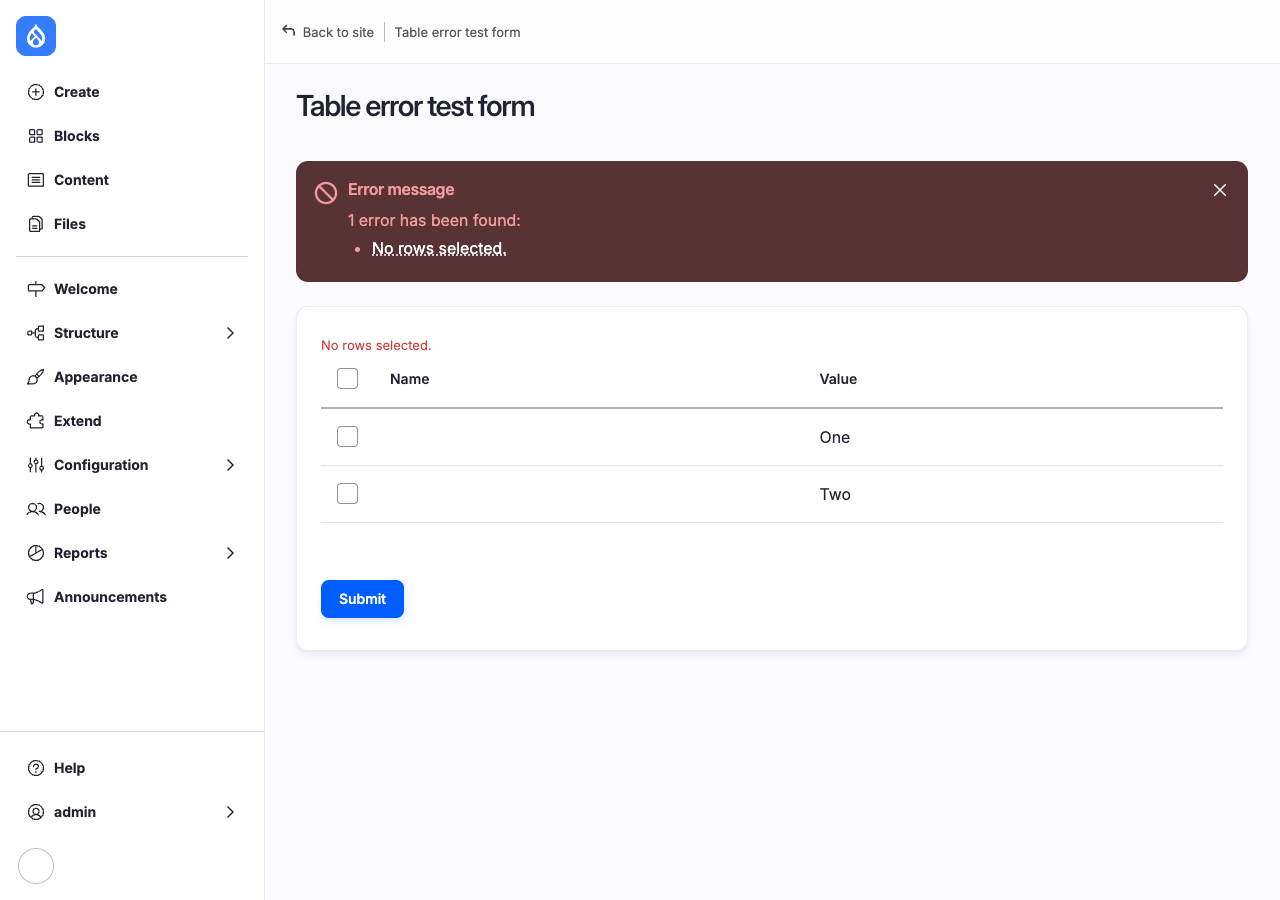 Back to site
Table error test form
Create
Blocks
Content
Files
Welcome
Structure
Appearance
Extend
Configuration
People
Reports
Announcements
Help
admin
Table error test form
Error message
1 error has been found:
No rows selected.
No rows selected.
Name Value
One
Two
Submit